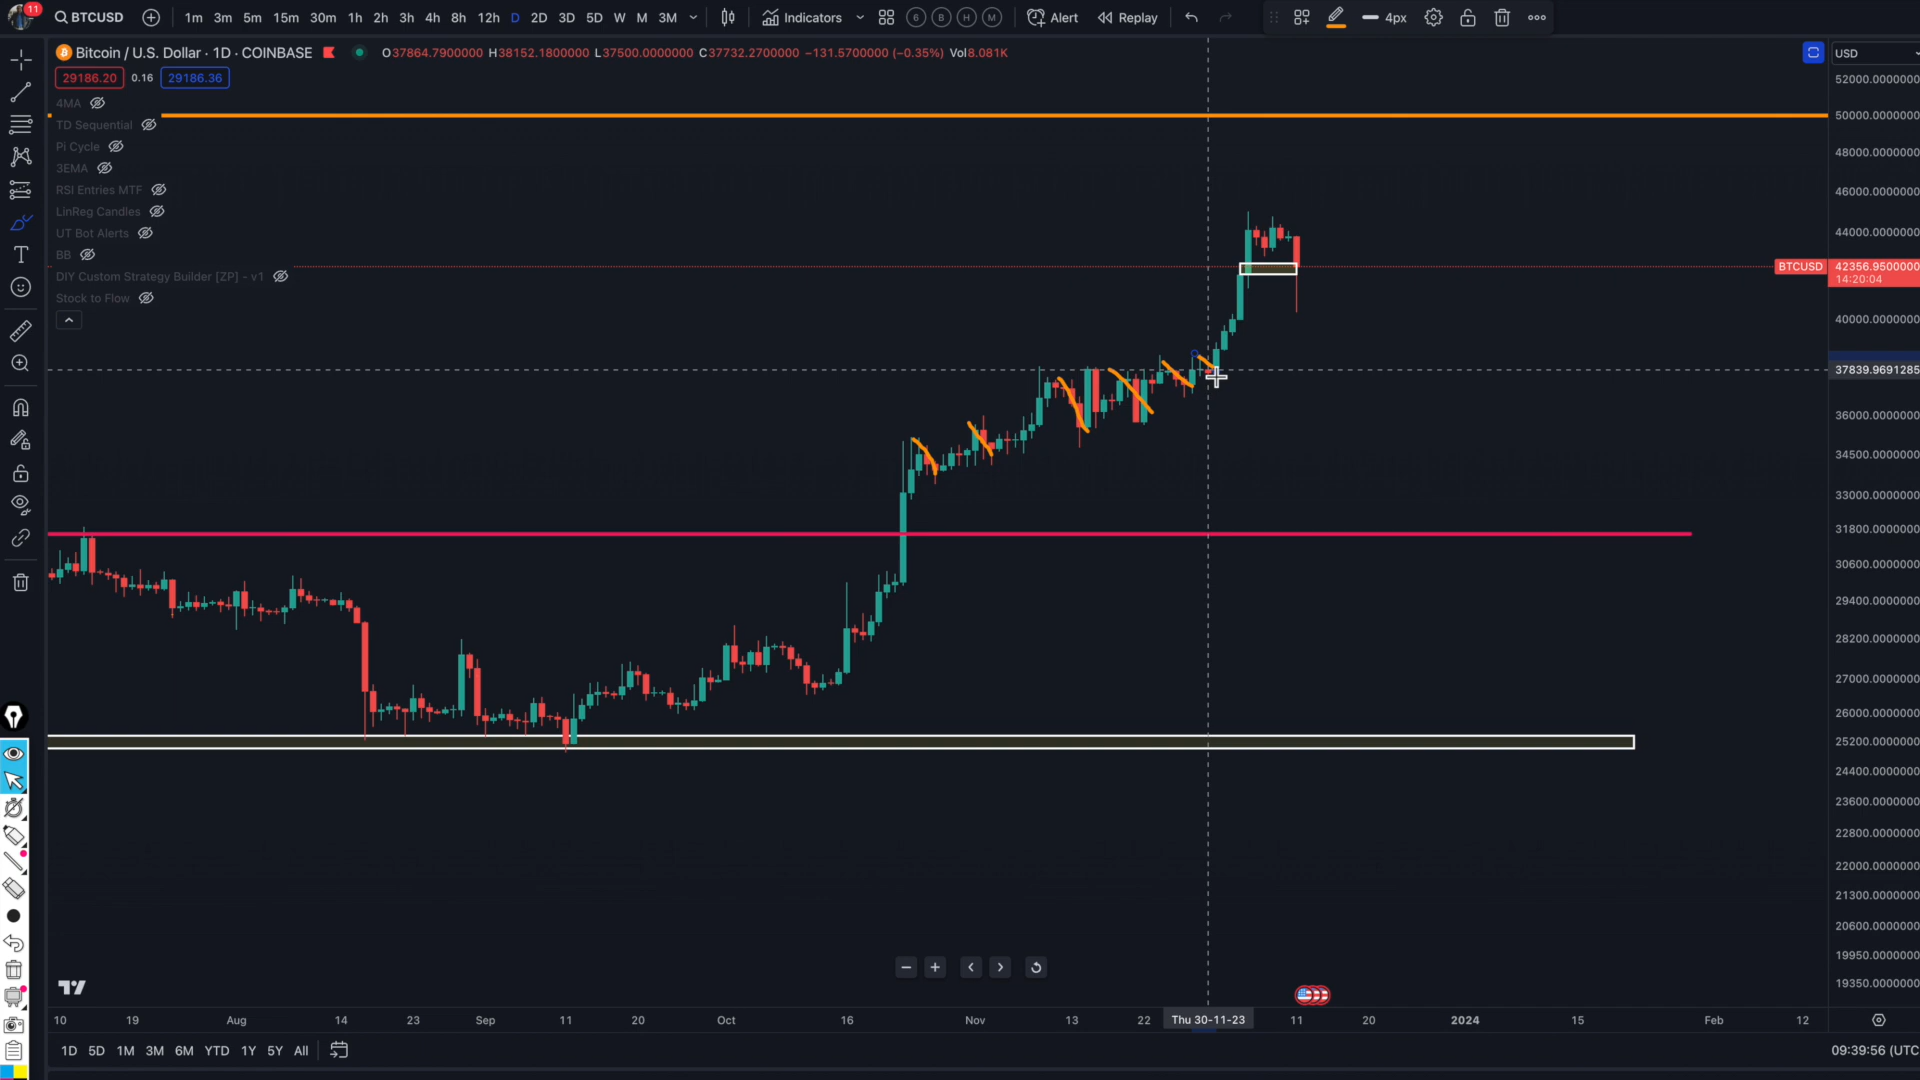 11
BTCUSD
1m 3m 5m 15m 30m 1h 2h 3h 4h 8h 12h D 2D 3D 5D W M 3M
Indicators
6 B H M
Alert
Replay
4px
Bitcoin / U.S. Dollar · 1D · COINBASE O37864.7900000 H38152.1800000 L37500.0000000 C37732.2700000 −131.5700000 (−0.35%) Vol8.081K
29186.20 0.16 29186.36
4MA
TD Sequential
Pi Cycle
3EMA
RSI Entries MTF
LinReg Candles
UT Bot Alerts
BB
DIY Custom Strategy Builder [ZP] - v1
Stock to Flow
USD
52000.0000000
50000.0000000
48000.0000000
46000.0000000
44000.0000000
BTCUSD 42356.9500000
14:20:04
40000.0000000
37839.9691285
36000.0000000
34500.0000000
33000.0000000
31800.0000000
30600.0000000
29400.0000000
28200.0000000
27000.0000000
26000.0000000
25200.0000000
24400.0000000
23600.0000000
22800.0000000
22000.0000000
21300.0000000
20600.0000000
19950.0000000
19350.0000000
10 19 Aug 14 23 Sep 11 20 Oct 16 Nov 13 22 Thu 30-11-23 11 20 2024 15 Feb 12
1D 5D 1M 3M 6M YTD 1Y 5Y All
09:39:56 (UTC